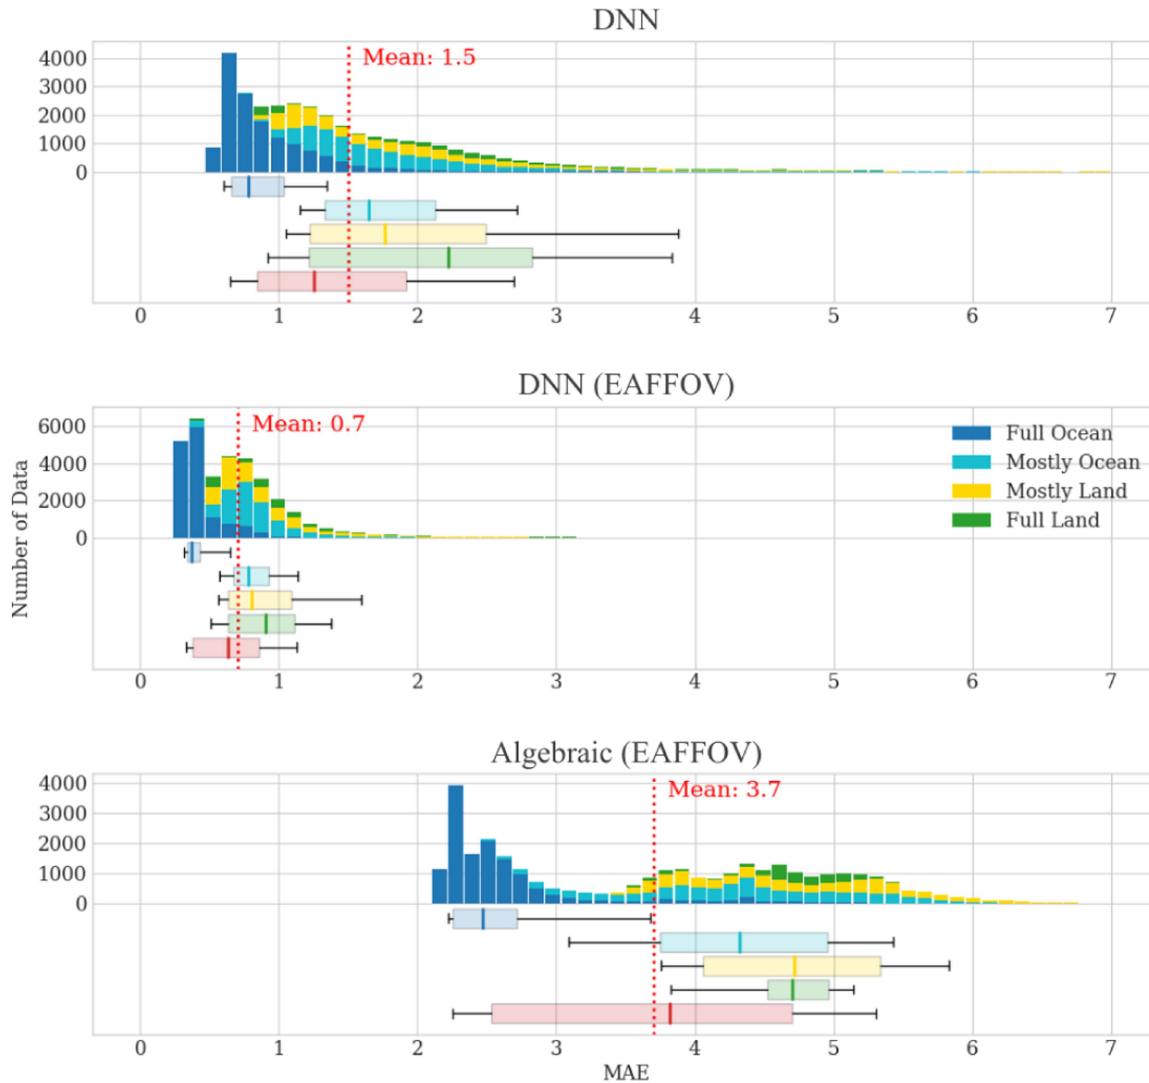 DNN
Mean: 1.5
4000
3000
2000
1000
0
0 1 2 3 4 5 6 7
DNN (EAFFOV)
Mean: 0.7
6000
4000
2000
0
Full Ocean
Mostly Ocean
Mostly Land
Full Land
Number of Data
0 1 2 3 4 5 6 7
Algebraic (EAFFOV)
Mean: 3.7
4000
3000
2000
1000
0
0 1 2 3 4 5 6 7
MAE